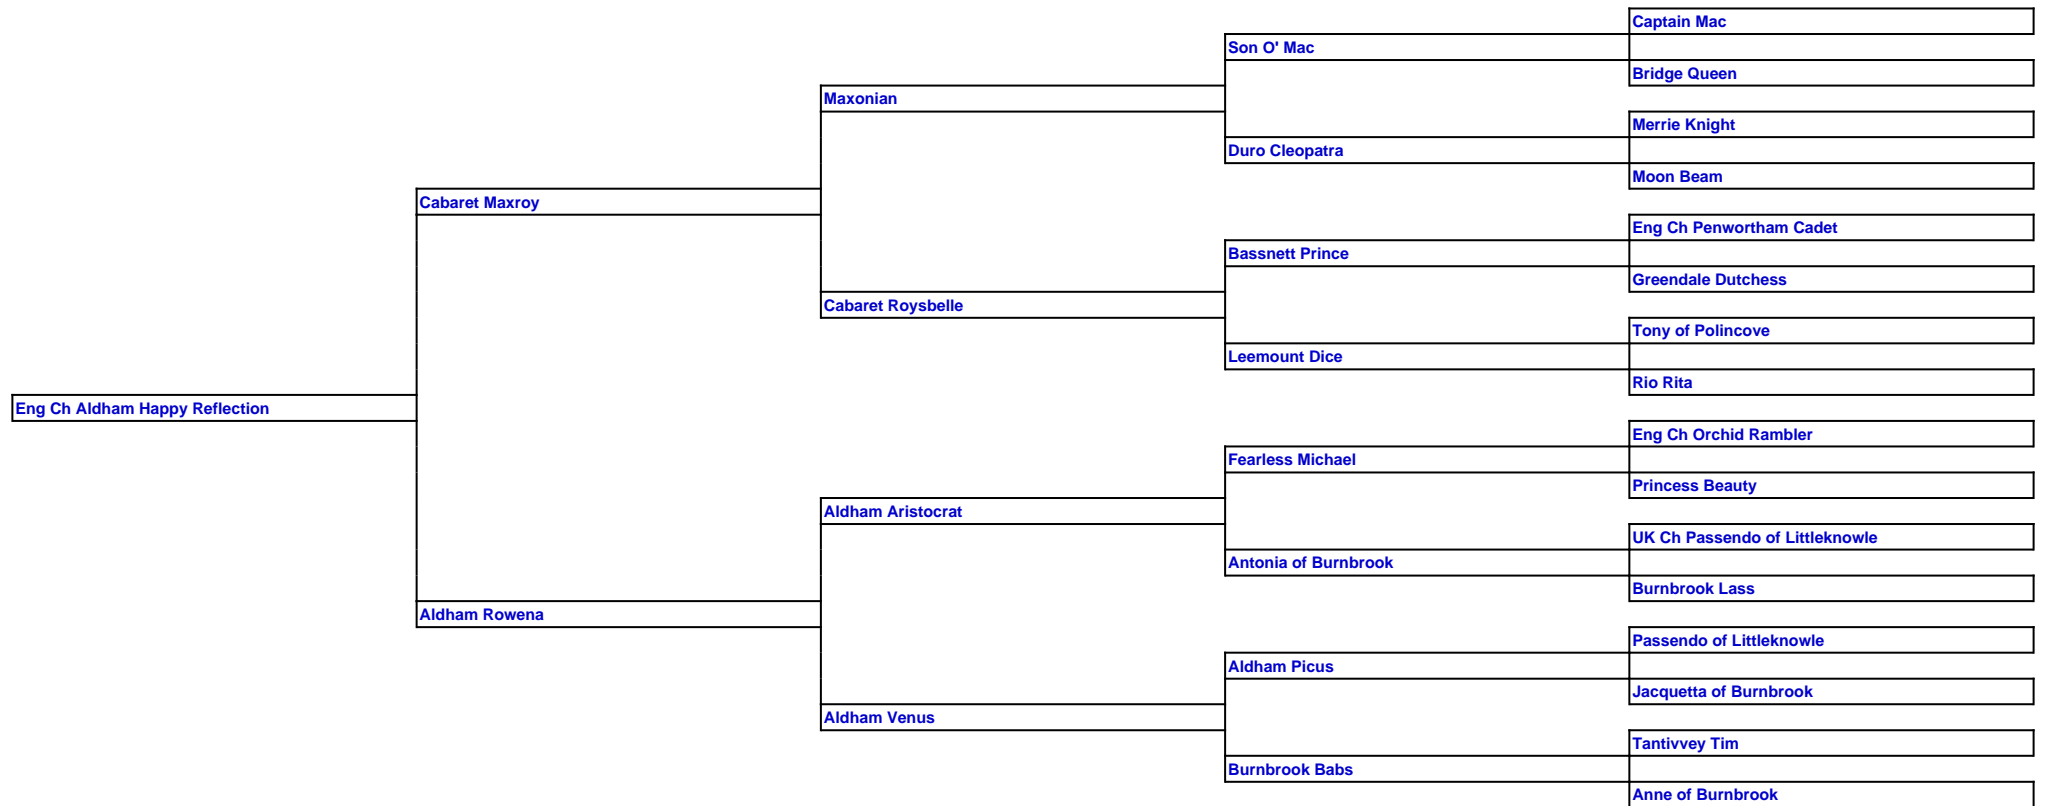 Captain Mac
Son O' Mac
Bridge Queen
Maxonian
Merrie Knight
Duro Cleopatra
Moon Beam
Cabaret Maxroy
Eng Ch Penwortham Cadet
Bassnett Prince
Greendale Dutchess
Cabaret Roysbelle
Tony of Polincove
Leemount Dice
Rio Rita
Eng Ch Aldham Happy Reflection
Eng Ch Orchid Rambler
Fearless Michael
Princess Beauty
Aldham Aristocrat
UK Ch Passendo of Littleknowle
Antonia of Burnbrook
Burnbrook Lass
Aldham Rowena
Passendo of Littleknowle
Aldham Picus
Jacquetta of Burnbrook
Aldham Venus
Tantivvey Tim
Burnbrook Babs
Anne of Burnbrook